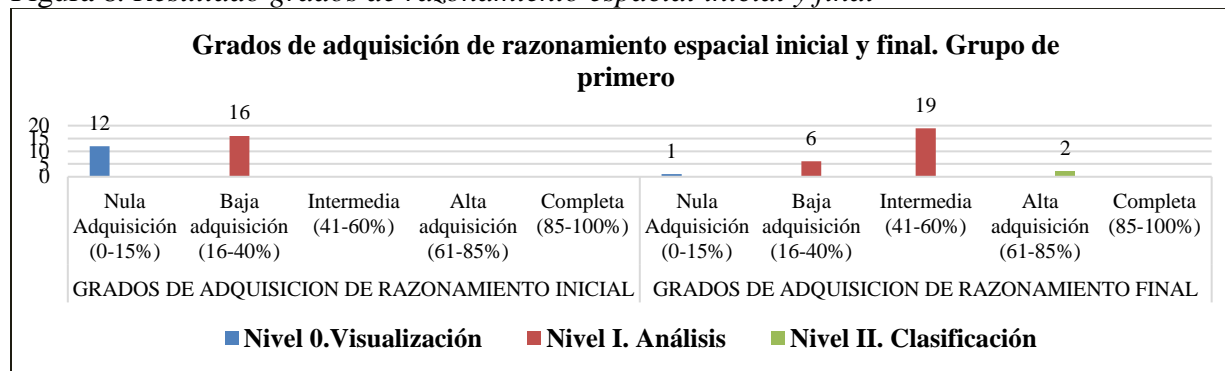 Grados de adquisición de razonamiento espacial inicial y final. Grupo de
primero
12 16 1 6 19 2
20
15
10
5
0
Nula Baja Intermedia Alta Completa Nula Baja Intermedia Alta Completa
Adquisición adquisición (41-60%) adquisición (85-100%) Adquisición adquisición (41-60%) adquisición (85-100%)
(0-15%) (16-40%) (61-85%) (0-15%) (16-40%) (61-85%)
GRADOS DE ADQUISICION DE RAZONAMIENTO INICIAL GRADOS DE ADQUISICION DE RAZONAMIENTO FINAL
Nivel 0.Visualización Nivel I. Análisis Nivel II. Clasificación